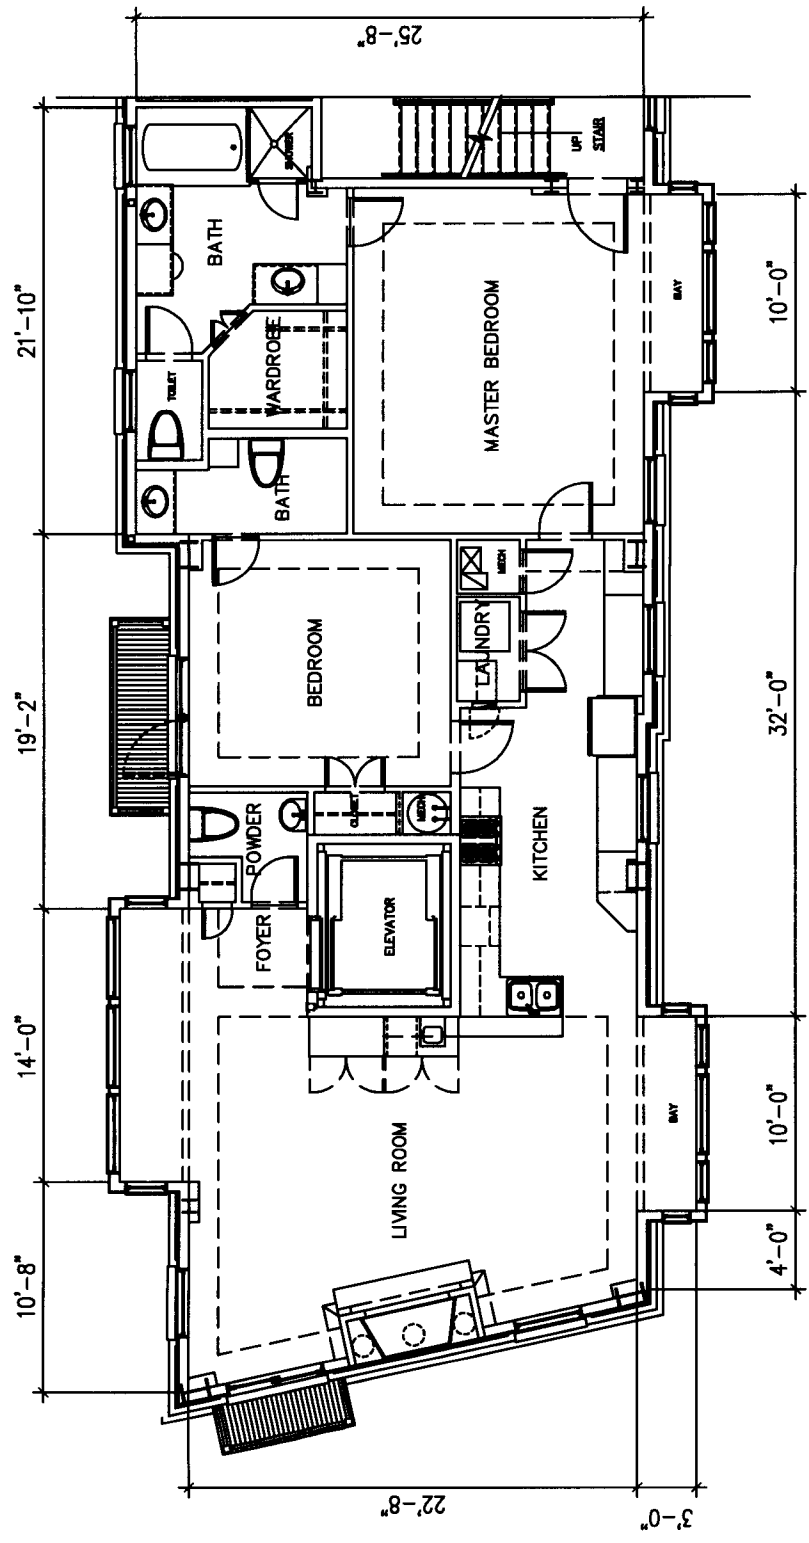 25'-8"
SHOWER
UP
STAIR
BATH
21'-10"
WARDROBE
TOILET
MASTER BEDROOM
BAY
10'-0"
BATH
MECH
LAUNDRY
BEDROOM
19'-2"
32'-0"
CLOSET
MECH
POWDER
KITCHEN
FOYER
ELEVATOR
14'-0"
LIVING ROOM
BAY
10'-0"
10'-8"
4'-0"
22'-8"
3'-0"